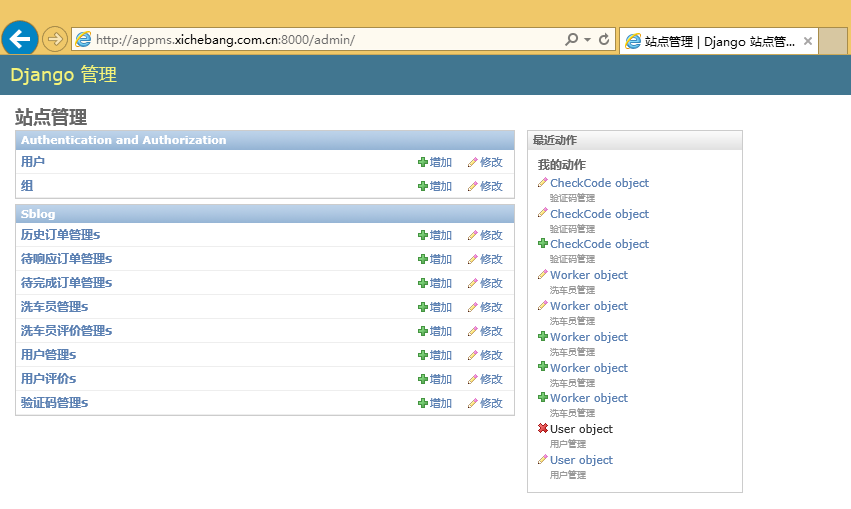 http://appms.xichebang.com.cn:8000/admin/
站点管理 | Django 站点管...
Django 管理
站点管理
Authentication and Authorization
用户 增加 修改
组 增加 修改
Sblog
历史订单管理s 增加 修改
待响应订单管理s 增加 修改
待完成订单管理s 增加 修改
洗车员管理s 增加 修改
洗车员评价管理s 增加 修改
用户管理s 增加 修改
用户评价s 增加 修改
验证码管理s 增加 修改
最近动作
我的动作
CheckCode object
验证码管理
CheckCode object
验证码管理
CheckCode object
验证码管理
Worker object
洗车员管理
Worker object
洗车员管理
Worker object
洗车员管理
Worker object
洗车员管理
Worker object
洗车员管理
User object
用户管理
User object
用户管理